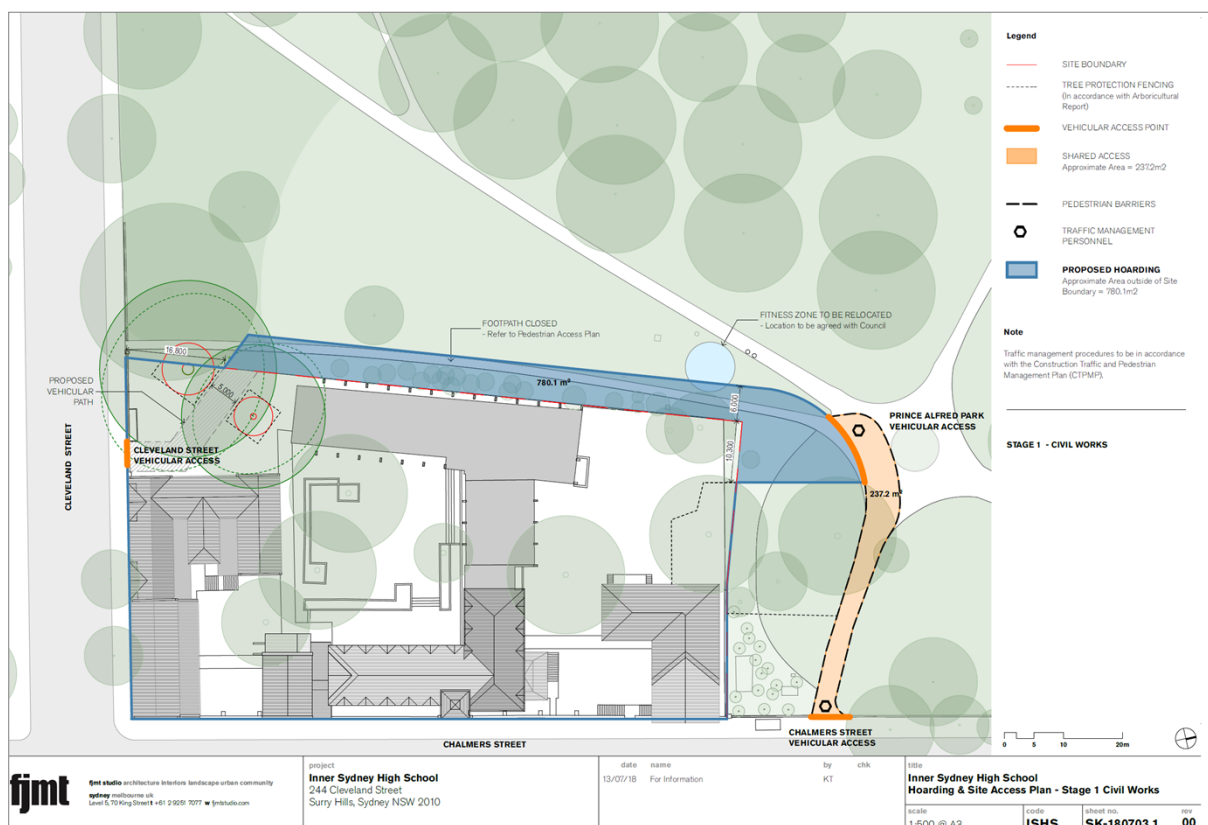 Legend
SITE BOUNDARY
TREE PROTECTION FENCING
(In accordance with Arboricultural
Report)
VEHICULAR ACCESS POINT
SHARED ACCESS
Approximate Area = 237.2m2
PEDESTRIAN BARRIERS
TRAFFIC MANAGEMENT
PERSONNEL
PROPOSED HOARDING
Approximate Area outside of Site
Boundary = 780.1m2
Note
Traffic management procedures to be in accordance
with the Construction Traffic and Pedestrian
Management Plan (CTPMP).
STAGE 1 - CIVIL WORKS
FOOTPATH CLOSED
- Refer to Pedestrian Access Plan
FITNESS ZONE TO BE RELOCATED
- Location to be agreed with Council
16,800
PROPOSED
VEHICULAR
PATH
5,000
780.1 m²
6,000
10,300
PRINCE ALFRED PARK
VEHICULAR ACCESS
237.2 m²
CLEVELAND STREET
CLEVELAND STREET
VEHICULAR ACCESS
CHALMERS STREET
CHALMERS STREET
VEHICULAR ACCESS
0 5 10 20m
fjmt
fjmt studio architecture interiors landscape urban community
sydney melbourne uk
Level 5, 70 King Street t +61 2 9251 7077 w fjmtstudio.com
project
Inner Sydney High School
244 Cleveland Street
Surry Hills, Sydney NSW 2010
date name by chk
13/07/18 For Information KT
title
Inner Sydney High School
Hoarding & Site Access Plan - Stage 1 Civil Works
scale code sheet no. rev
1:500 @ A3 ISHS SK-180703.1 00